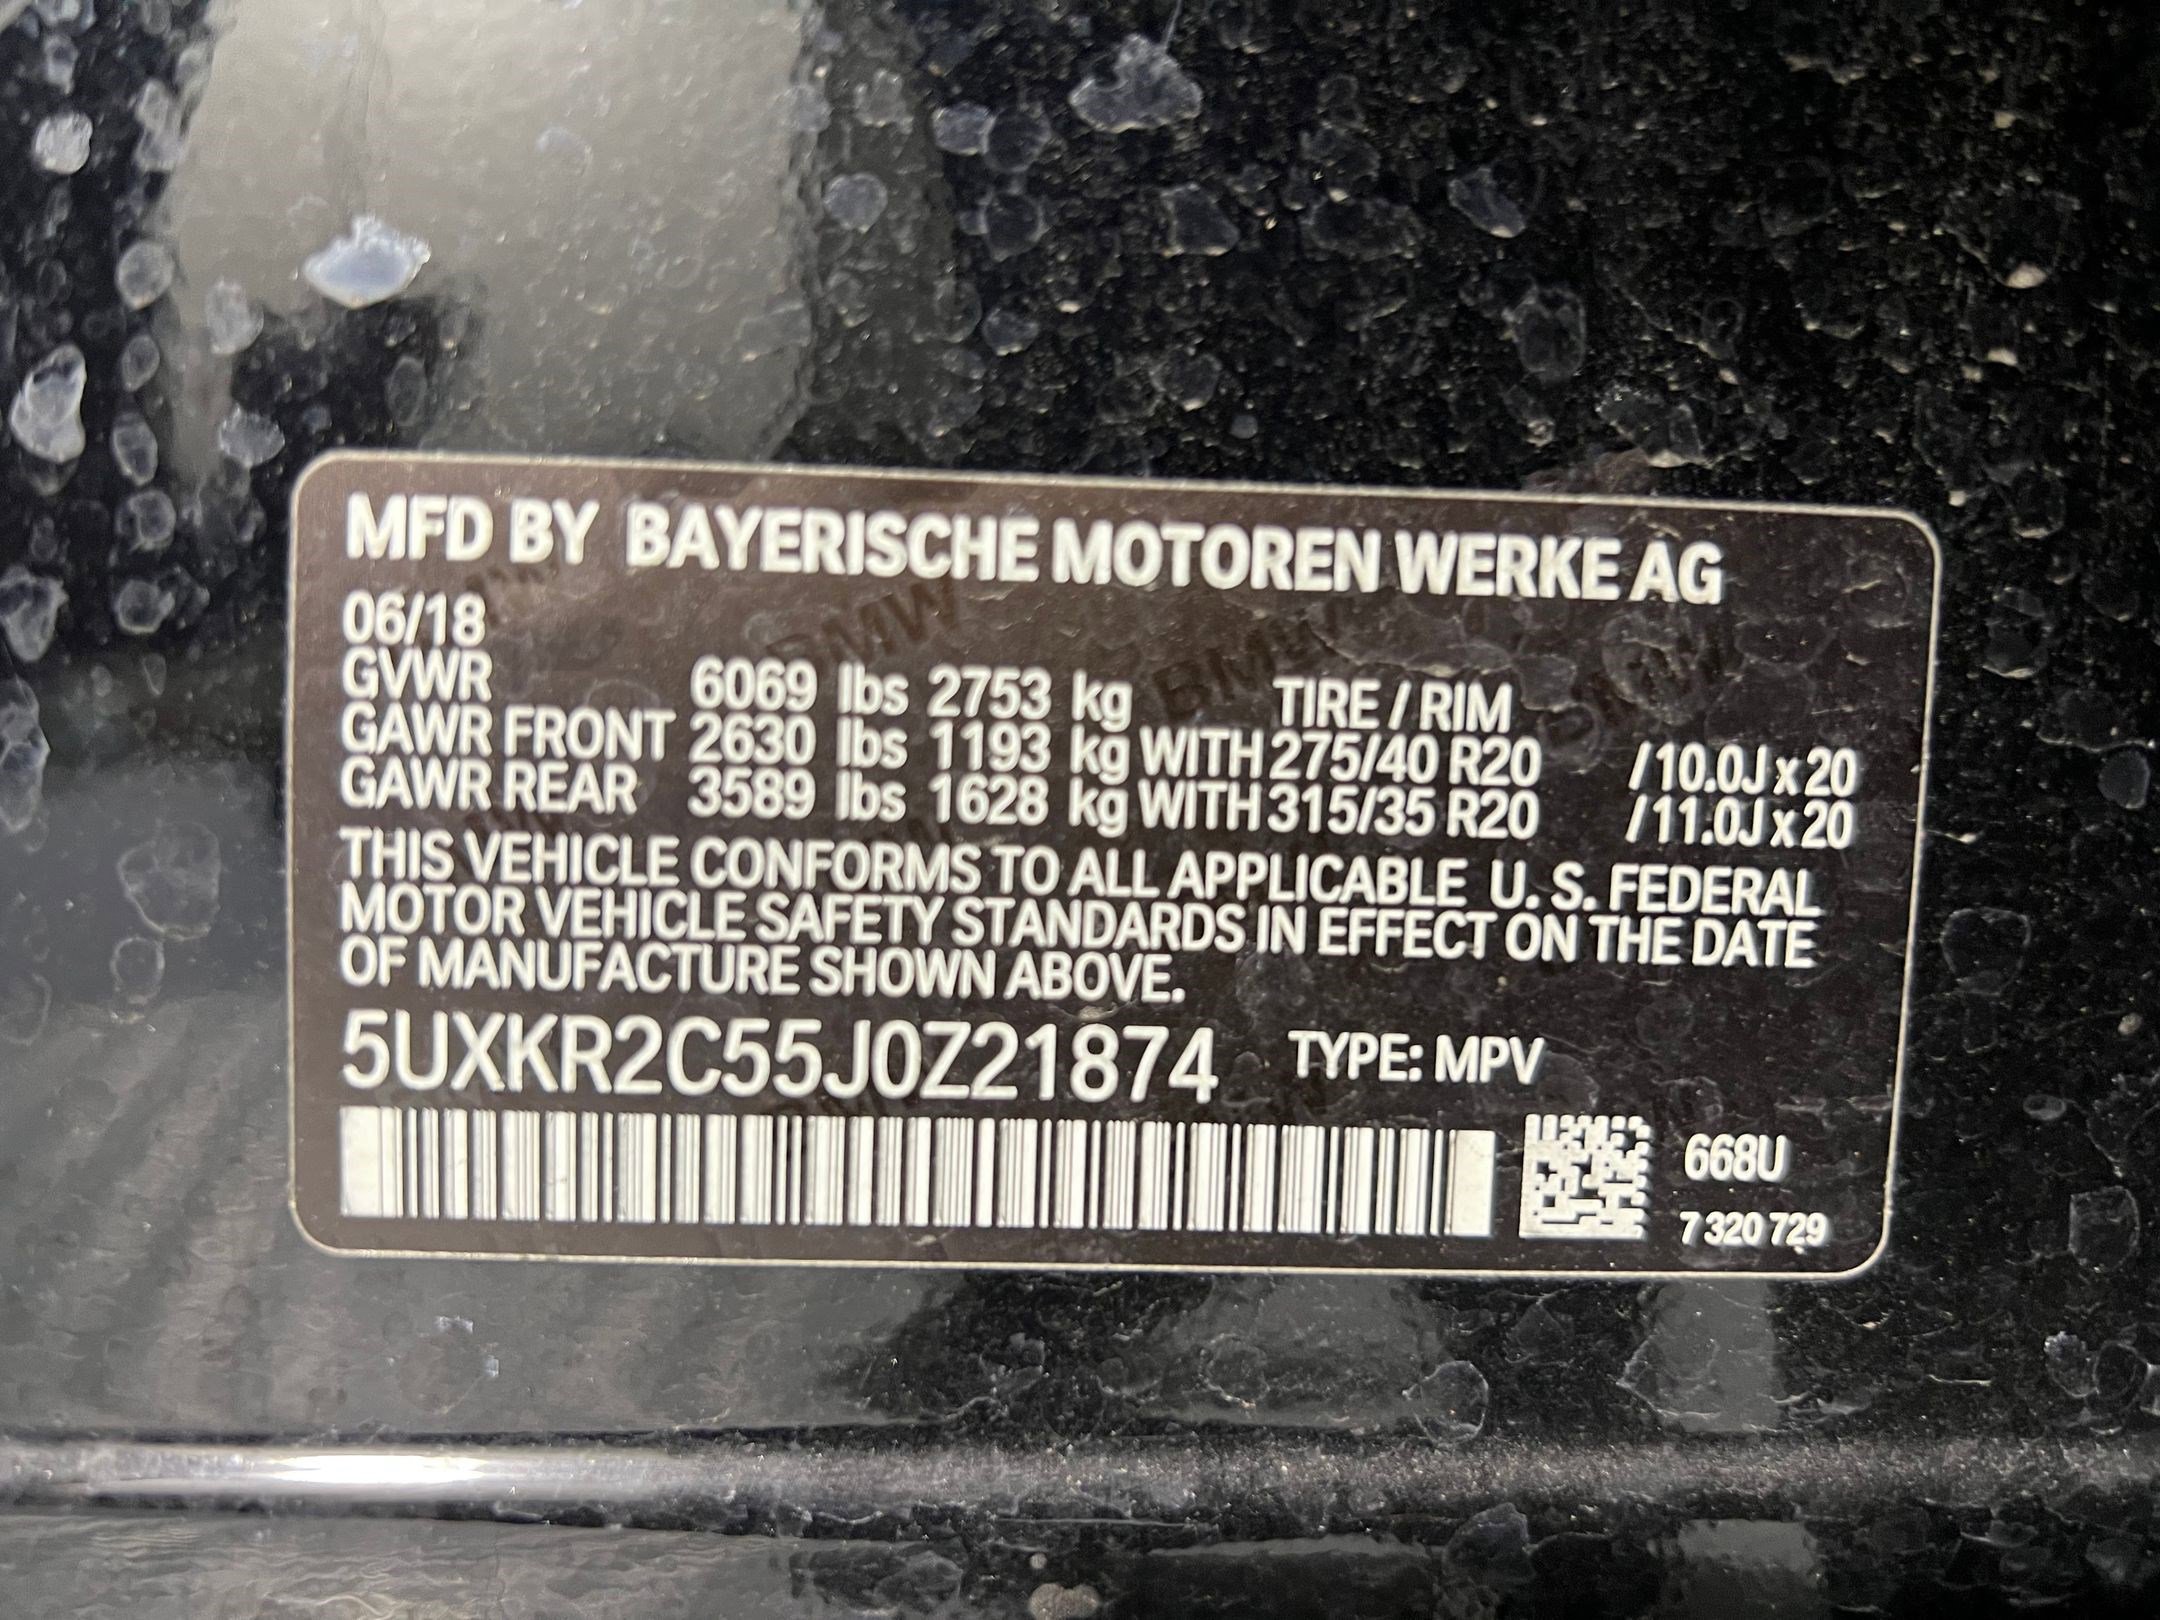 MFD BY BAYERISCHE MOTOREN WERKE AG
06/18
GVWR 6069 lbs 2753 kg TIRE / RIM
GAWR FRONT 2630 lbs 1193 kg WITH 275/40 R20 / 10.0J x 20
GAWR REAR 3589 lbs 1628 kg WITH 315/35 R20 / 11.0J x 20
THIS VEHICLE CONFORMS TO ALL APPLICABLE U. S. FEDERAL
MOTOR VEHICLE SAFETY STANDARDS IN EFFECT ON THE DATE
OF MANUFACTURE SHOWN ABOVE.
5UXKR2C55J0Z21874 TYPE: MPV
668U
7 320 729
BMW
BMW
BMW